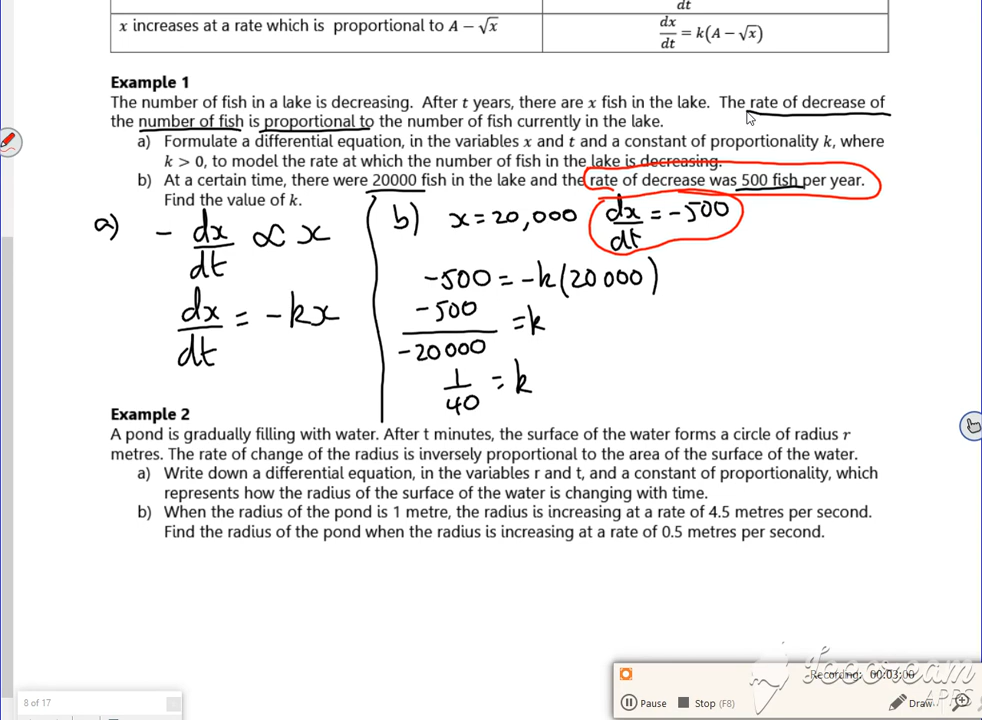 dt
x increases at a rate which is proportional to A − √x
dx/dt = k(A − √x)
Example 1
The number of fish in a lake is decreasing. After t years, there are x fish in the lake. The rate of decrease of
the number of fish is proportional to the number of fish currently in the lake.
a) Formulate a differential equation, in the variables x and t and a constant of proportionality k, where
k > 0, to model the rate at which the number of fish in the lake is decreasing.
b) At a certain time, there were 20000 fish in the lake and the rate of decrease was 500 fish per year.
Find the value of k.
a) − dx/dt ∝ x
dx/dt = −kx
b) x = 20,000 dx/dt = −500
−500 = −k(20000)
−500/−20000 = k
1/40 = k
Example 2
A pond is gradually filling with water. After t minutes, the surface of the water forms a circle of radius r
metres. The rate of change of the radius is inversely proportional to the area of the surface of the water.
a) Write down a differential equation, in the variables r and t, and a constant of proportionality, which
represents how the radius of the surface of the water is changing with time.
b) When the radius of the pond is 1 metre, the radius is increasing at a rate of 4.5 metres per second.
Find the radius of the pond when the radius is increasing at a rate of 0.5 metres per second.
8 of 17
Recording: 00:03:00
APPS
Pause Stop (F8) Draw..